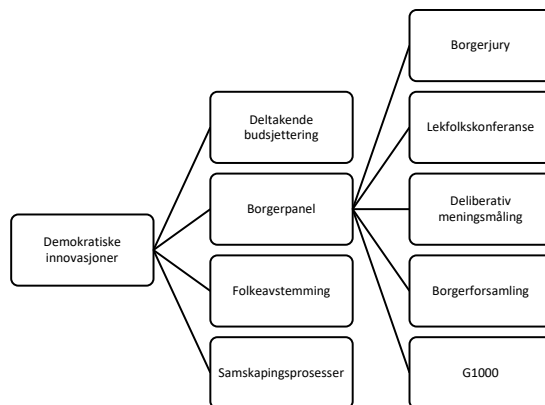 Demokratiske
innovasjoner
Deltakende
budsjettering
Borgerpanel
Folkeavstemming
Samskapingsprosesser
Borgerjury
Lekfolkskonferanse
Deliberativ
meningsmåling
Borgerforsamling
G1000